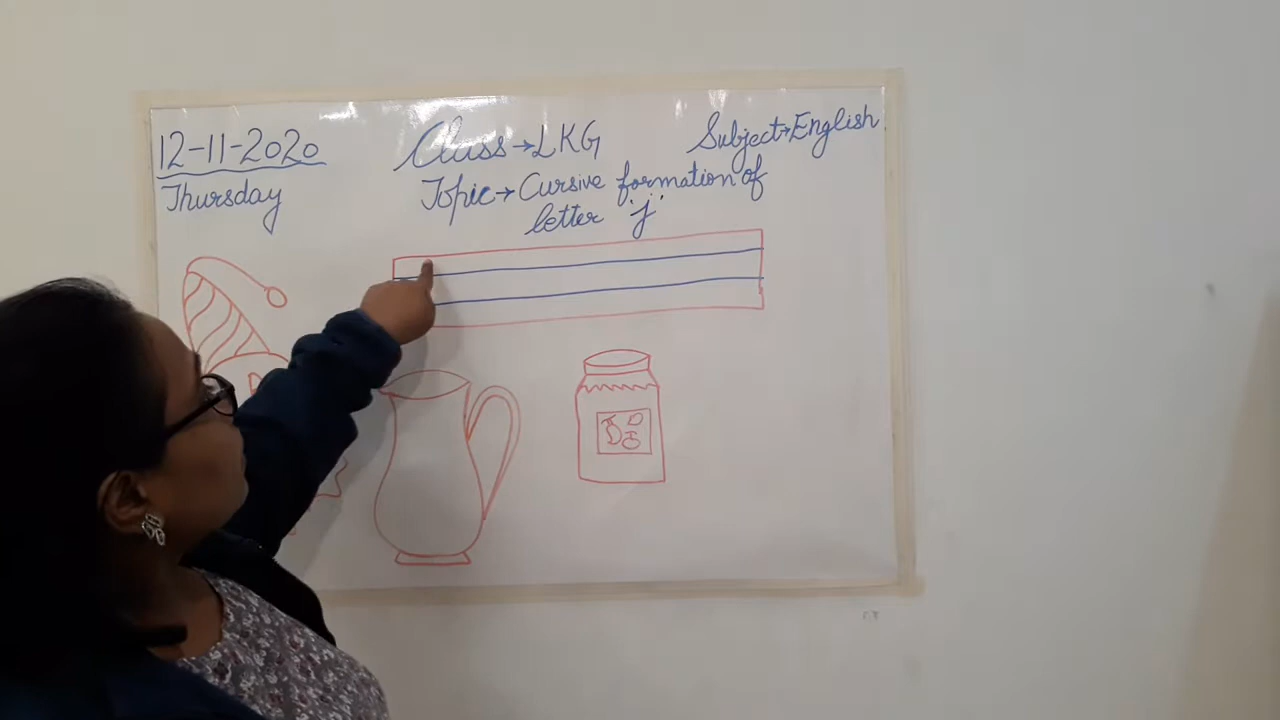 12-11-2020
Thursday
Class→LKG
Subject→English
Topic→Cursive formation of
letter 'j'